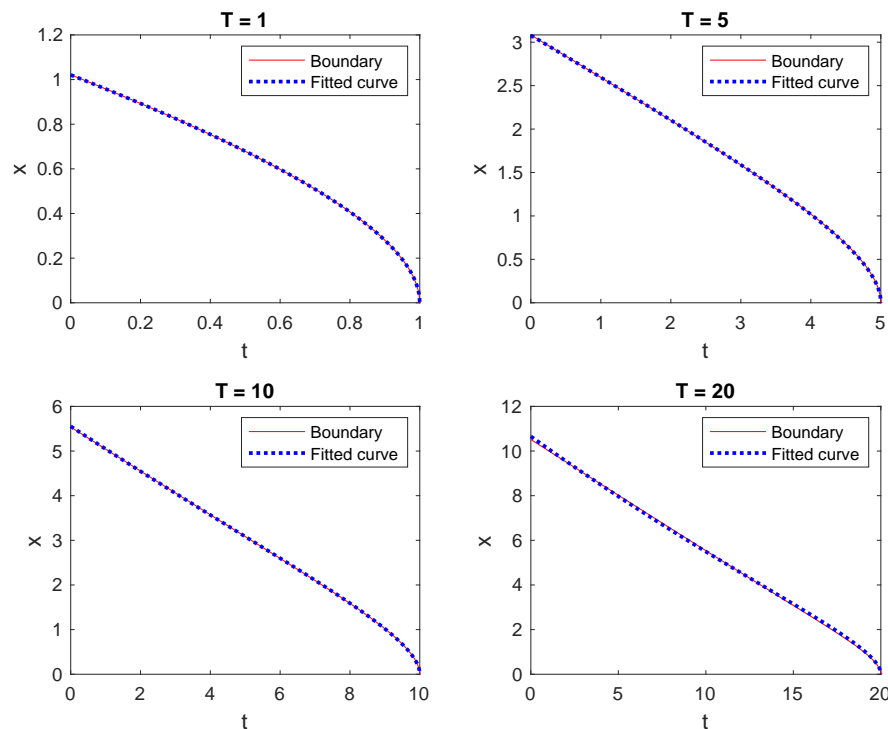 T = 1
1.2
1
0.8
0.6
0.4
0.2
0
x
0 0.2 0.4 0.6 0.8 1
t
Boundary
Fitted curve
T = 5
3
2.5
2
1.5
1
0.5
0
x
0 1 2 3 4 5
t
Boundary
Fitted curve
T = 10
6
5
4
3
2
1
0
x
0 2 4 6 8 10
t
Boundary
Fitted curve
T = 20
12
10
8
6
4
2
0
x
0 5 10 15 20
t
Boundary
Fitted curve